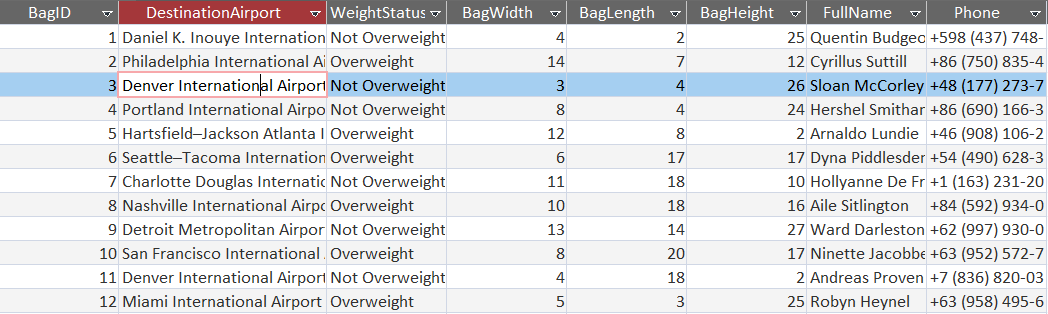 BagID DestinationAirport WeightStatus BagWidth BagLength BagHeight FullName Phone
1 Daniel K. Inouye Internation Not Overweight 4 2 25 Quentin Budgeo +598 (437) 748-
2 Philadelphia International Ai Overweight 14 7 12 Cyrillus Suttill +86 (750) 835-4
3 Denver International Airport Not Overweight 3 4 26 Sloan McCorley +48 (177) 273-7
4 Portland International Airpo Not Overweight 8 4 24 Hershel Smithar +86 (690) 166-3
5 Hartsfield–Jackson Atlanta I Overweight 12 8 2 Arnaldo Lundie +46 (908) 106-2
6 Seattle–Tacoma Internation Overweight 6 17 17 Dyna Piddlesder +54 (490) 628-3
7 Charlotte Douglas Internatic Not Overweight 11 18 10 Hollyanne De Fr +1 (163) 231-20
8 Nashville International Airpo Overweight 10 18 16 Aile Sitlington +84 (592) 934-0
9 Detroit Metropolitan Airpor Not Overweight 13 14 27 Ward Darleston +62 (997) 930-0
10 San Francisco International Overweight 8 20 17 Ninette Jacobbe +63 (952) 572-7
11 Denver International Airport Not Overweight 4 18 2 Andreas Proven +7 (836) 820-03
12 Miami International Airport Overweight 5 3 25 Robyn Heynel +63 (958) 495-6